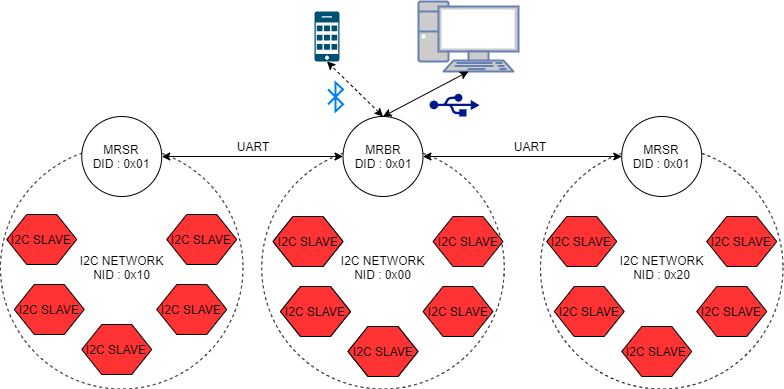 MRSR
DID : 0x01
UART
MRBR
DID : 0x01
UART
MRSR
DID : 0x01
I2C SLAVE
I2C SLAVE
I2C NETWORK
NID : 0x10
I2C SLAVE
I2C SLAVE
I2C SLAVE
I2C SLAVE
I2C SLAVE
I2C NETWORK
NID : 0x00
I2C SLAVE
I2C SLAVE
I2C SLAVE
I2C SLAVE
I2C SLAVE
I2C NETWORK
NID : 0x20
I2C SLAVE
I2C SLAVE
I2C SLAVE